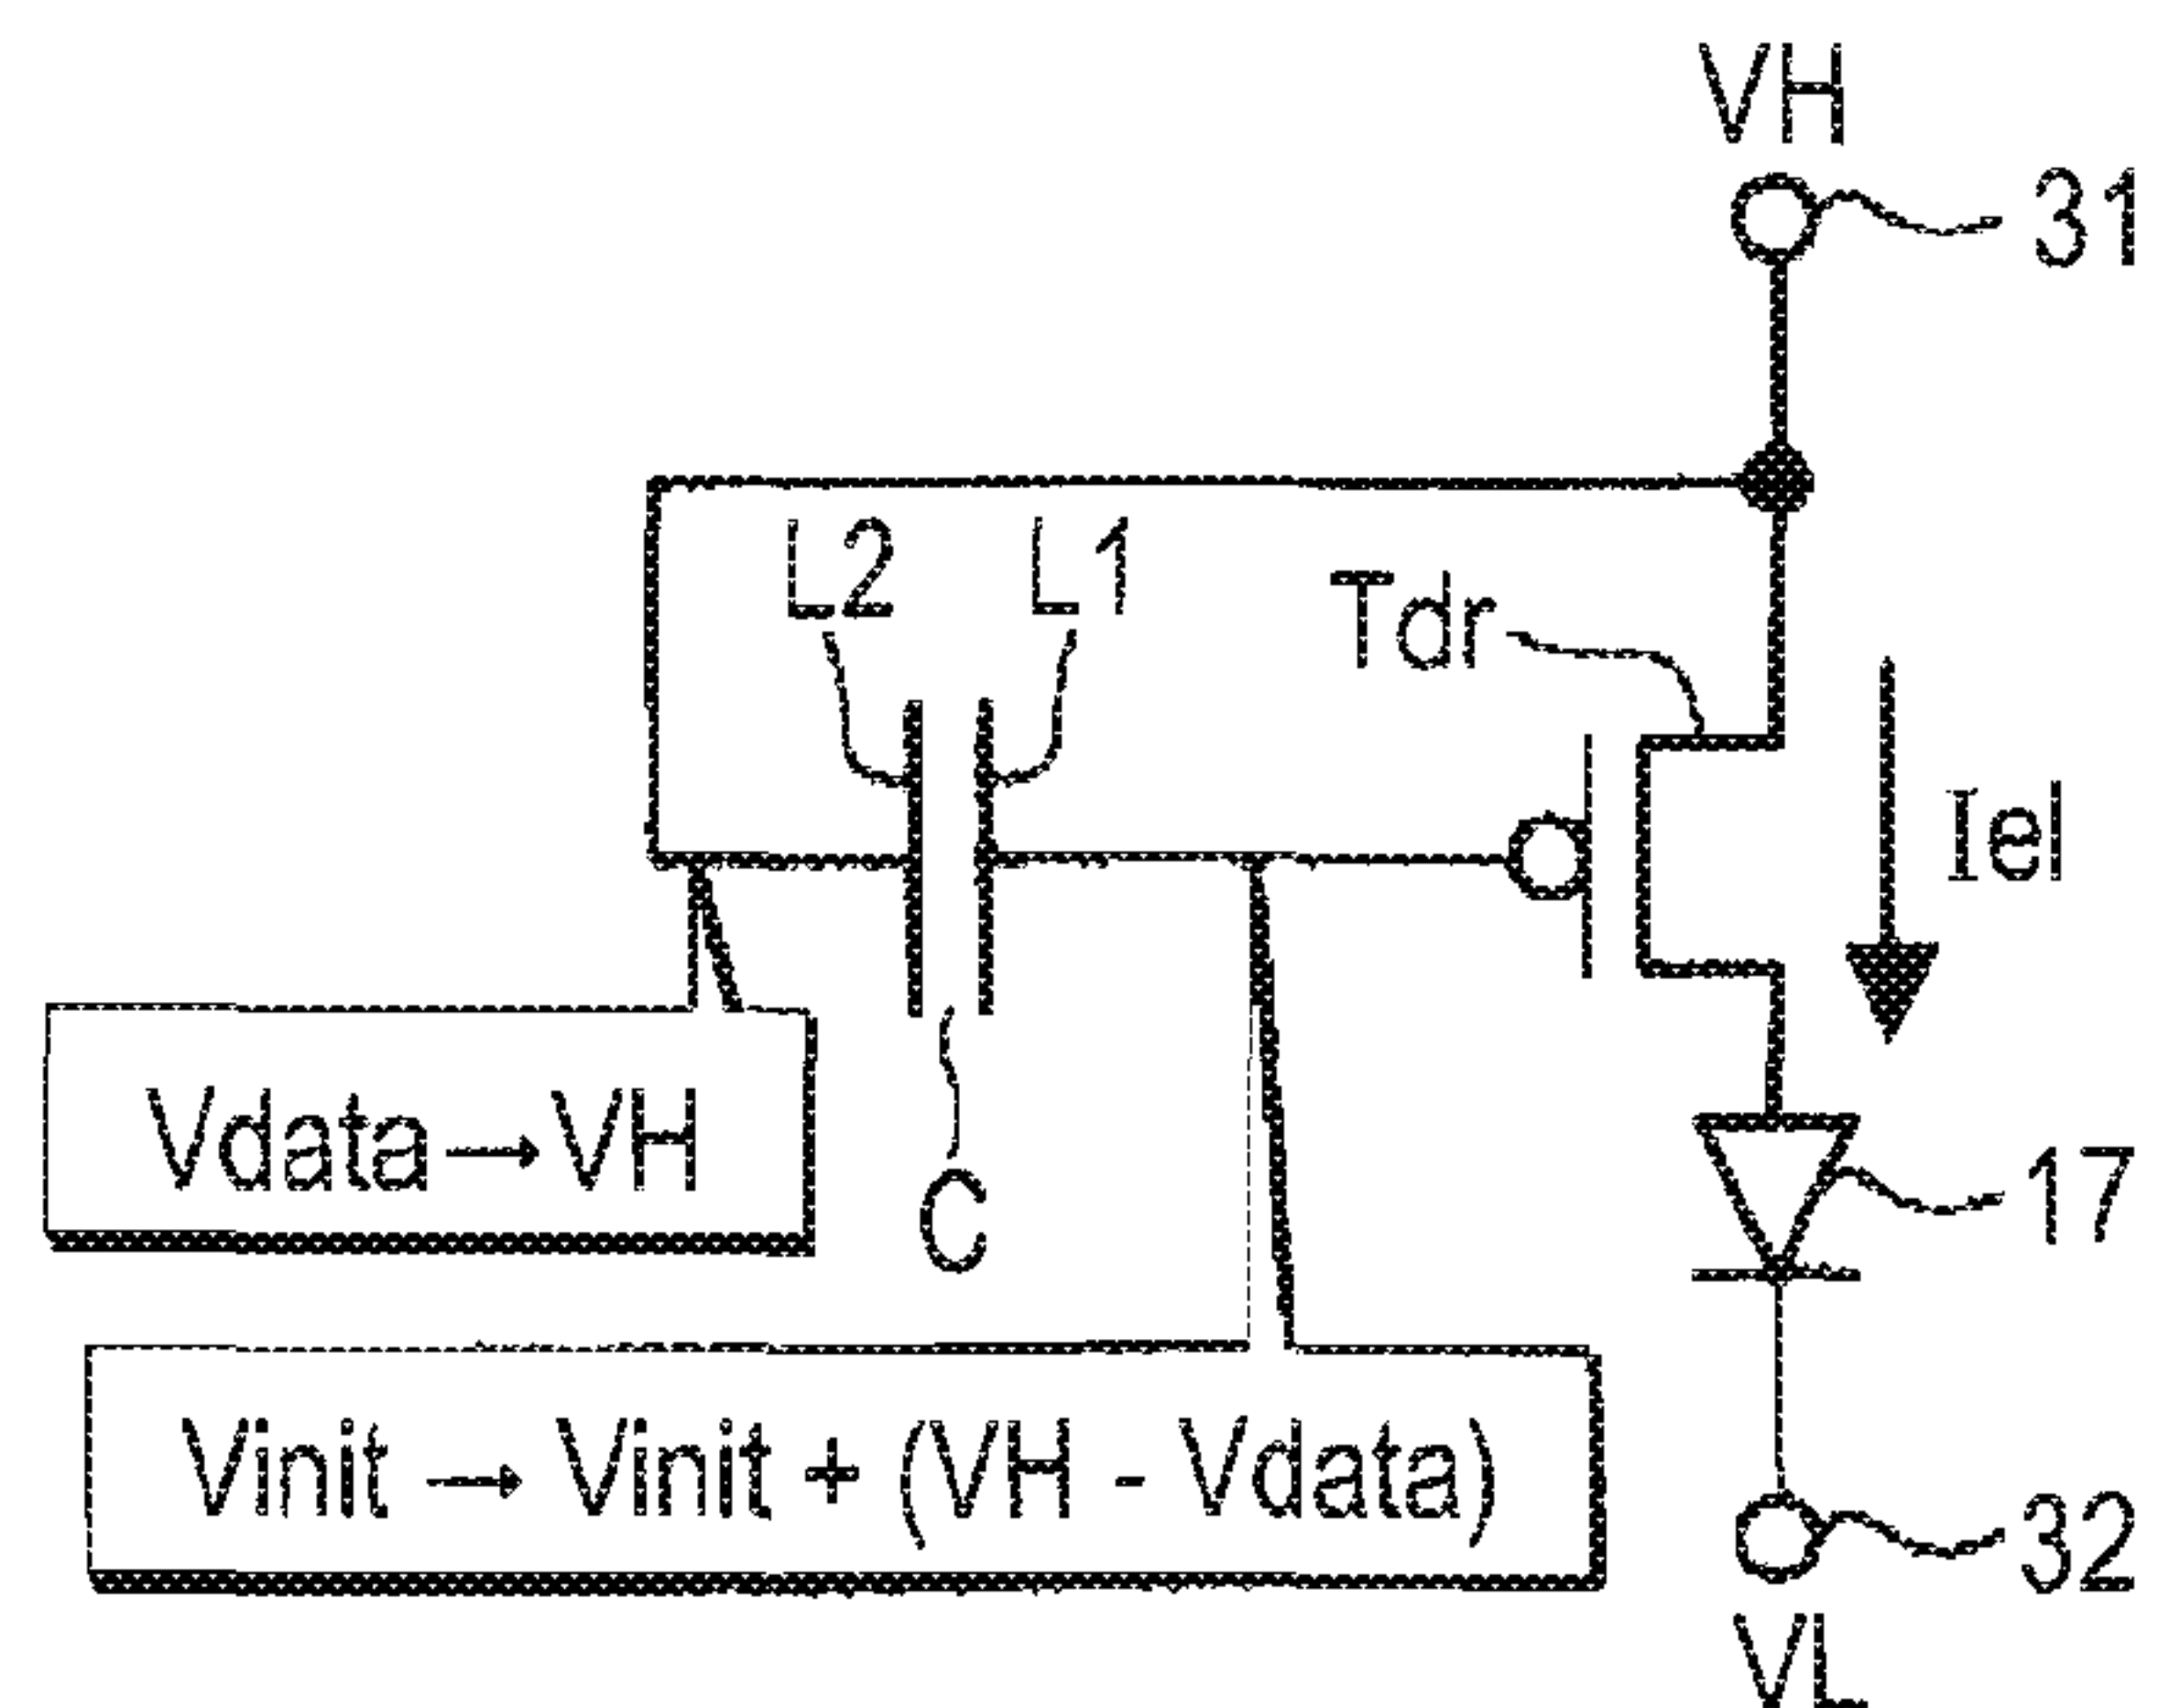 VH
31
L2
L1
Tdr
Iel
Vdata→VH
C
17
Vinit → Vinit + (VH - Vdata)
32
VL